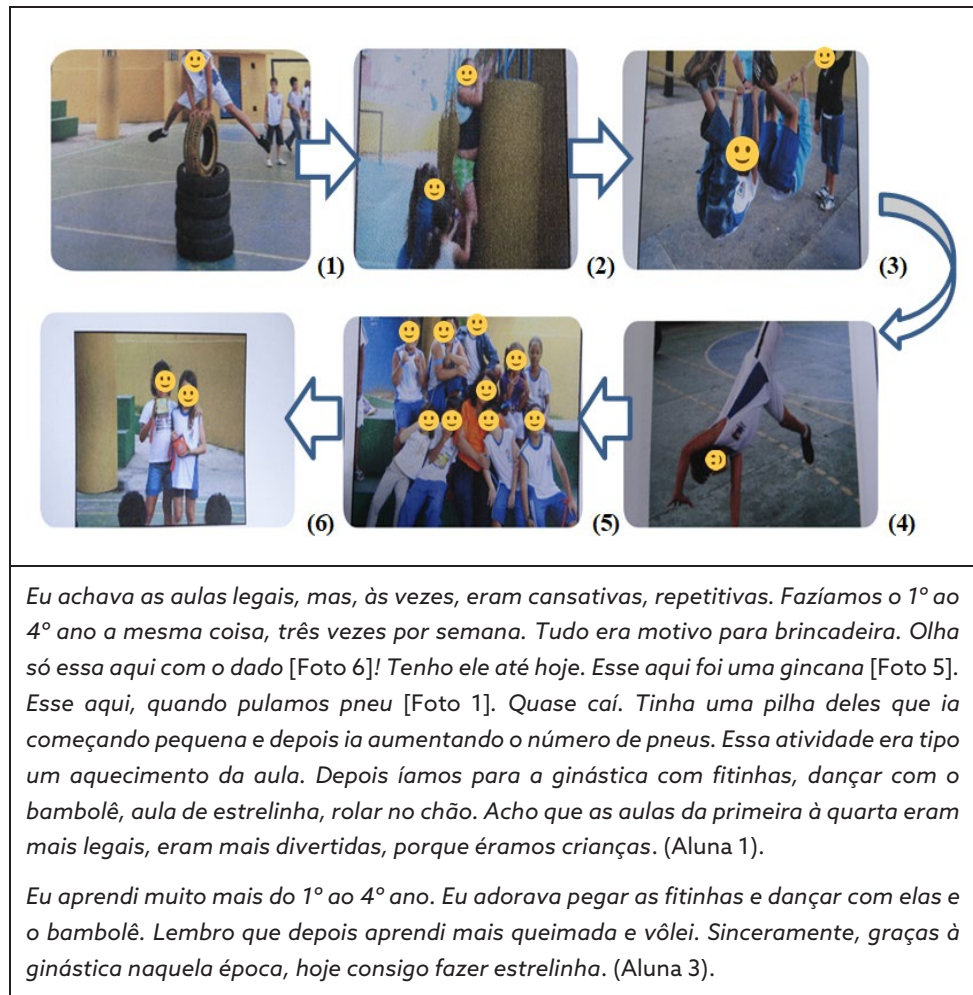 (1)
(2)
(3)
(6)
(5)
(4)
Eu achava as aulas legais, mas, às vezes, eram cansativas, repetitivas. Fazíamos o 1º ao
4º ano a mesma coisa, três vezes por semana. Tudo era motivo para brincadeira. Olha
só essa aqui com o dado [Foto 6]! Tenho ele até hoje. Esse aqui foi uma gincana [Foto 5].
Esse aqui, quando pulamos pneu [Foto 1]. Quase caí. Tinha uma pilha deles que ia
começando pequena e depois ia aumentando o número de pneus. Essa atividade era tipo
um aquecimento da aula. Depois íamos para a ginástica com fitinhas, dançar com o
bambolê, aula de estrelinha, rolar no chão. Acho que as aulas da primeira à quarta eram
mais legais, eram mais divertidas, porque éramos crianças. (Aluna 1).
Eu aprendi muito mais do 1º ao 4º ano. Eu adorava pegar as fitinhas e dançar com elas e
o bambolê. Lembro que depois aprendi mais queimada e vôlei. Sinceramente, graças à
ginástica naquela época, hoje consigo fazer estrelinha. (Aluna 3).